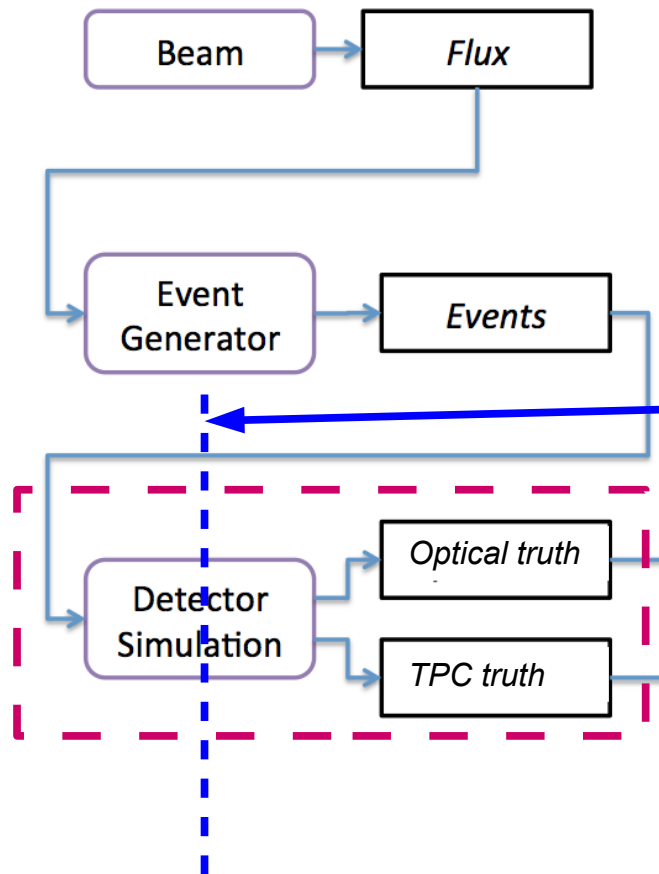 Beam
Flux
Event
Generator
Events
Detector
Simulation
Optical truth
TPC truth